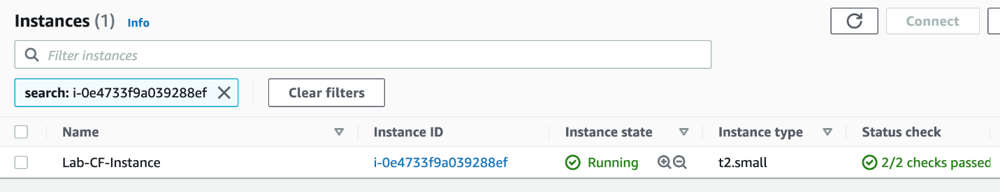 Instances (1) Info
Connect
Filter instances
search: i-0e4733f9a039288ef
Clear filters
Name Instance ID Instance state Instance type Status check
Lab-CF-Instance i-0e4733f9a039288ef Running t2.small 2/2 checks passed